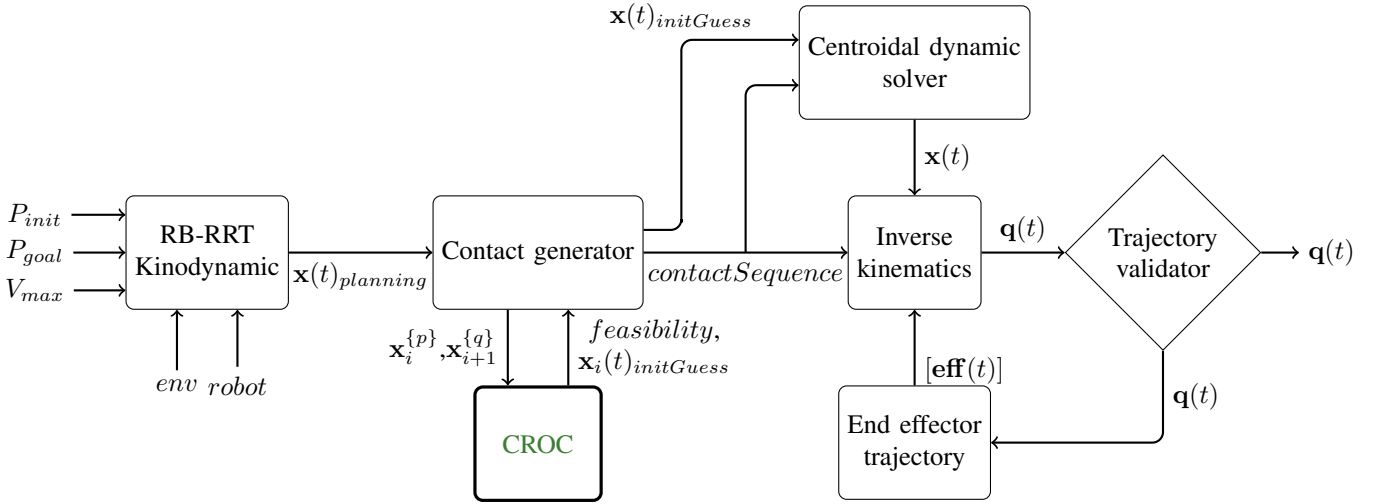 x(t)_{initGuess}
Centroidal dynamic
solver
x(t)
P_{init}
P_{goal}
V_{max}
RB-RRT
Kinodynamic
x(t)_{planning}
env robot
Contact generator
contactSequence
x_i^{\{p\}},x_{i+1}^{\{q\}}
feasibility,
x_i(t)_{initGuess}
CROC
Inverse
kinematics
q(t)
Trajectory
validator
q(t)
[eff(t)]
q(t)
End effector
trajectory